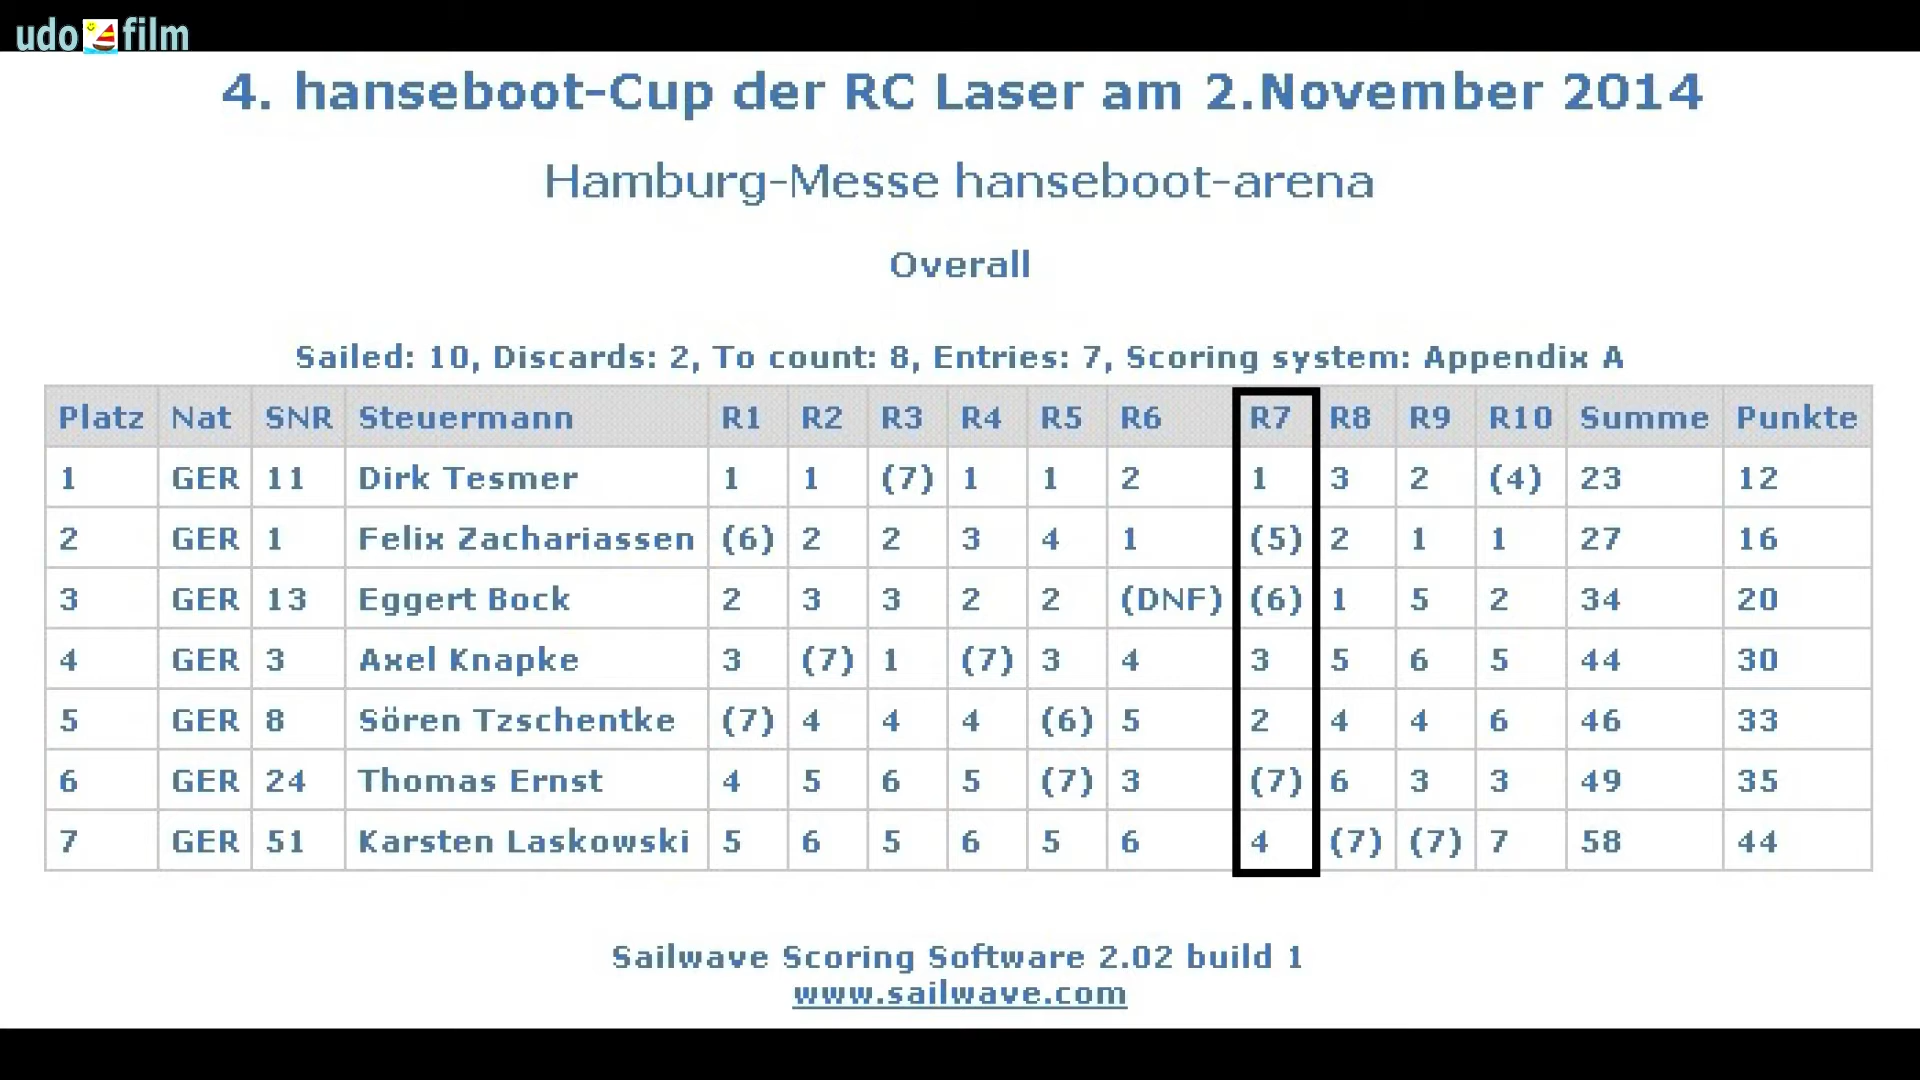 udo film
4. hanseboot-Cup der RC Laser am 2.November 2014
Hamburg-Messe hanseboot-arena
Overall
Sailed: 10, Discards: 2, To count: 8, Entries: 7, Scoring system: Appendix A
Platz Nat SNR Steuermann R1 R2 R3 R4 R5 R6 R7 R8 R9 R10 Summe Punkte
1 GER 11 Dirk Tesmer 1 1 (7) 1 1 2 1 3 2 (4) 23 12
2 GER 1 Felix Zachariassen (6) 2 2 3 4 1 (5) 2 1 1 27 16
3 GER 13 Eggert Bock 2 3 3 2 2 (DNF) (6) 1 5 2 34 20
4 GER 3 Axel Knapke 3 (7) 1 (7) 3 4 3 5 6 5 44 30
5 GER 8 Sören Tzschentke (7) 4 4 4 (6) 5 2 4 4 6 46 33
6 GER 24 Thomas Ernst 4 5 6 5 (7) 3 (7) 6 3 3 49 35
7 GER 51 Karsten Laskowski 5 6 5 6 5 6 4 (7) (7) 7 58 44
Sailwave Scoring Software 2.02 build 1
www.sailwave.com